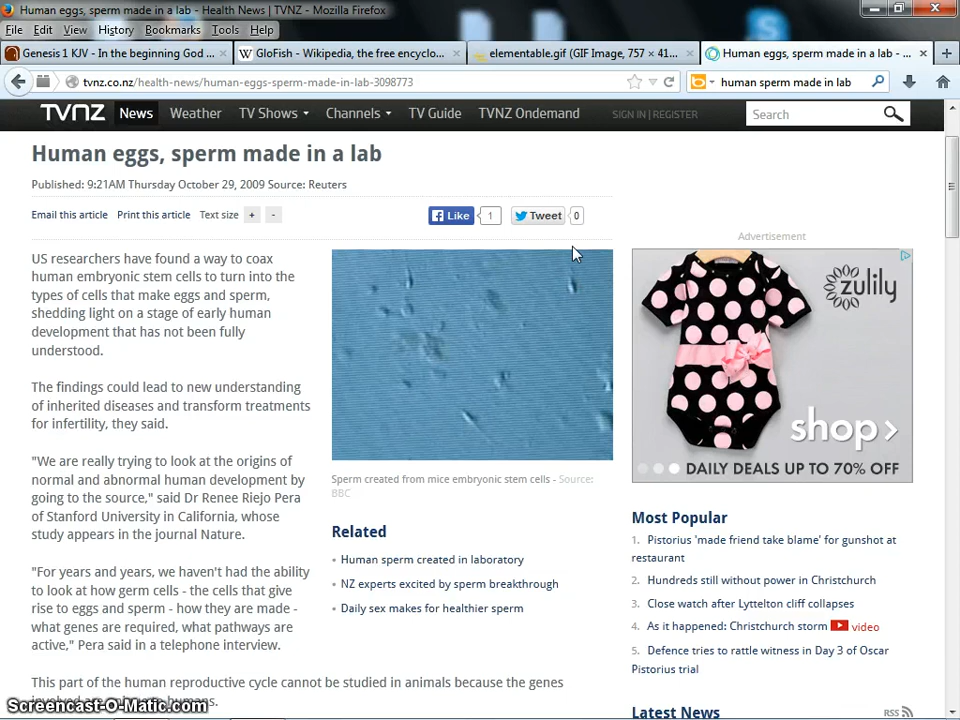 Human eggs, sperm made in a lab - Health News | TVNZ - Mozilla Firefox
File Edit View History Bookmarks Tools Help
Genesis 1 KJV - In the beginning God ...
GloFish - Wikipedia, the free encyclo...
elementable.gif (GIF Image, 757 × 41...
Human eggs, sperm made in a lab - ...
tvnz.co.nz/health-news/human-eggs-sperm-made-in-lab-3098773
human sperm made in lab
TVNZ News Weather TV Shows Channels TV Guide TVNZ Ondemand SIGN IN | REGISTER Search
Human eggs, sperm made in a lab
Published: 9:21AM Thursday October 29, 2009 Source: Reuters
Email this article Print this article Text size + - Like 1 Tweet 0
US researchers have found a way to coax
human embryonic stem cells to turn into the
types of cells that make eggs and sperm,
shedding light on a stage of early human
development that has not been fully
understood.
The findings could lead to new understanding
of inherited diseases and transform treatments
for infertility, they said.
"We are really trying to look at the origins of
normal and abnormal human development by
going to the source," said Dr Renee Riejo Pera
of Stanford University in California, whose
study appears in the journal Nature.
"For years and years, we haven't had the ability
to look at how germ cells - the cells that give
rise to eggs and sperm - how they are made -
what genes are required, what pathways are
active," Pera said in a telephone interview.
This part of the human reproductive cycle cannot be studied in animals because the genes
Sperm created from mice embryonic stem cells - Source:
BBC
Related
Human sperm created in laboratory
NZ experts excited by sperm breakthrough
Daily sex makes for healthier sperm
Advertisement
zulily
shop >
DAILY DEALS UP TO 70% OFF
Most Popular
1. Pistorius 'made friend take blame' for gunshot at
restaurant
2. Hundreds still without power in Christchurch
3. Close watch after Lyttelton cliff collapses
4. As it happened: Christchurch storm video
5. Defence tries to rattle witness in Day 3 of Oscar
Pistorius trial
Latest News RSS
Screencast-O-Matic.com